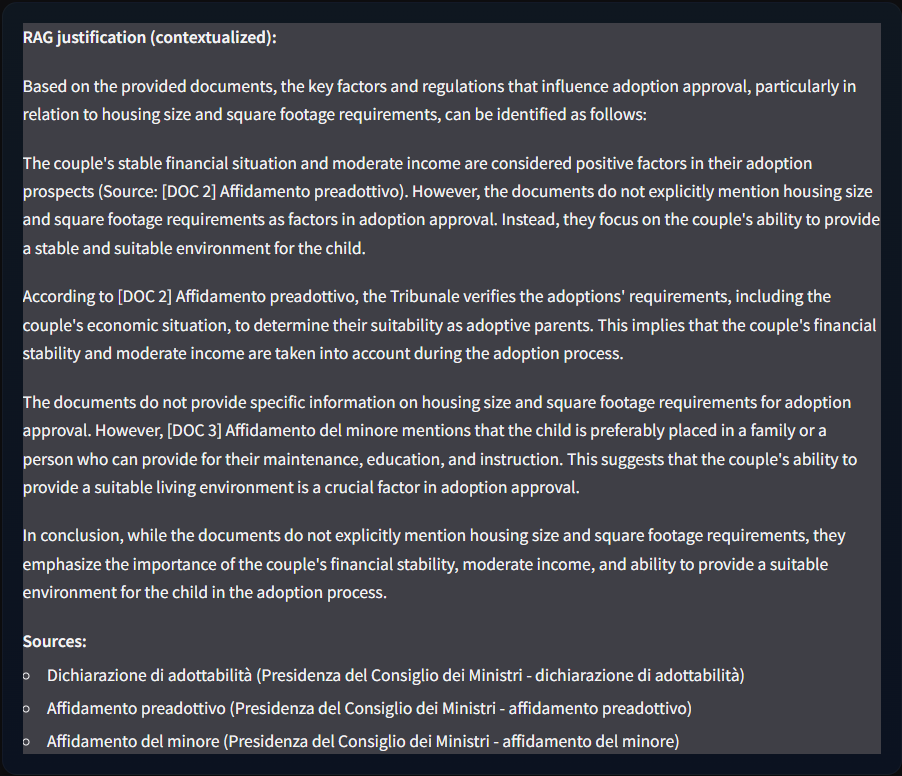 RAG justification (contextualized):
Based on the provided documents, the key factors and regulations that influence adoption approval, particularly in
relation to housing size and square footage requirements, can be identified as follows:
The couple's stable financial situation and moderate income are considered positive factors in their adoption
prospects (Source: [DOC 2] Affidamento preadottivo). However, the documents do not explicitly mention housing size
and square footage requirements as factors in adoption approval. Instead, they focus on the couple's ability to provide
a stable and suitable environment for the child.
According to [DOC 2] Affidamento preadottivo, the Tribunale verifies the adoptions' requirements, including the
couple's economic situation, to determine their suitability as adoptive parents. This implies that the couple's financial
stability and moderate income are taken into account during the adoption process.
The documents do not provide specific information on housing size and square footage requirements for adoption
approval. However, [DOC 3] Affidamento del minore mentions that the child is preferably placed in a family or a
person who can provide for their maintenance, education, and instruction. This suggests that the couple's ability to
provide a suitable living environment is a crucial factor in adoption approval.
In conclusion, while the documents do not explicitly mention housing size and square footage requirements, they
emphasize the importance of the couple's financial stability, moderate income, and ability to provide a suitable
environment for the child in the adoption process.
Sources:
Dichiarazione di adottabilità (Presidenza del Consiglio dei Ministri - dichiarazione di adottabilità)
Affidamento preadottivo (Presidenza del Consiglio dei Ministri - affidamento preadottivo)
Affidamento del minore (Presidenza del Consiglio dei Ministri - affidamento del minore)